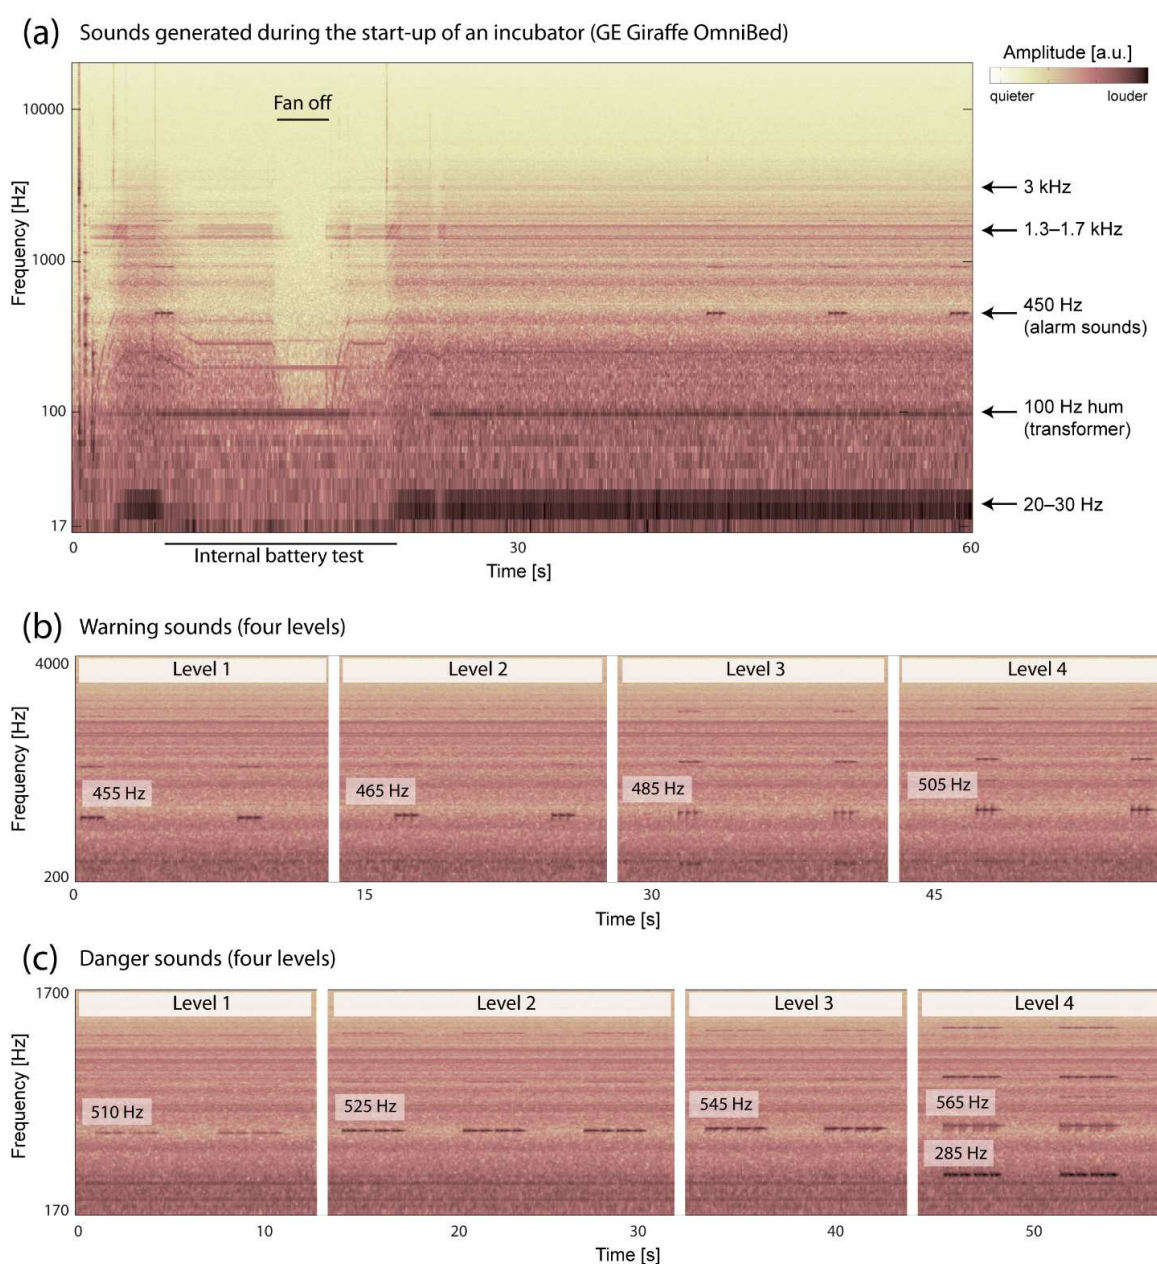 (a) Sounds generated during the start-up of an incubator (GE Giraffe OmniBed)
Amplitude [a.u.]
quieter louder
Fan off
Frequency [Hz]
10000
1000
100
17
3 kHz
1.3–1.7 kHz
450 Hz
(alarm sounds)
100 Hz hum
(transformer)
20–30 Hz
0 30 60
Internal battery test
Time [s]
(b) Warning sounds (four levels)
Frequency [Hz]
4000
200
Level 1 Level 2 Level 3 Level 4
455 Hz 465 Hz 485 Hz 505 Hz
0 15 30 45
Time [s]
(c) Danger sounds (four levels)
Frequency [Hz]
1700
170
Level 1 Level 2 Level 3 Level 4
510 Hz 525 Hz 545 Hz 565 Hz
285 Hz
0 10 20 30 40 50
Time [s]